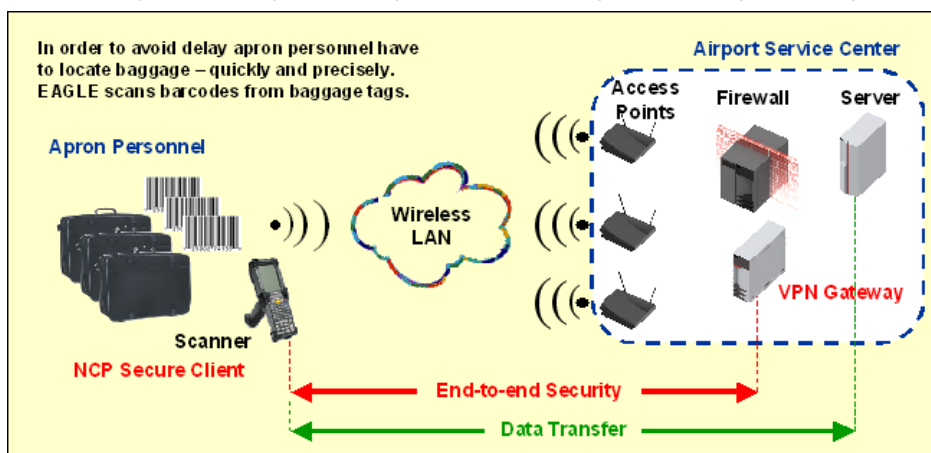 In order to avoid delay apron personnel have
to locate baggage – quickly and precisely.
EAGLE scans barcodes from baggage tags.
Airport Service Center
Access
Points
Firewall
Server
Apron Personnel
Wireless
LAN
VPN Gateway
Scanner
NCP Secure Client
End-to-end Security
Data Transfer